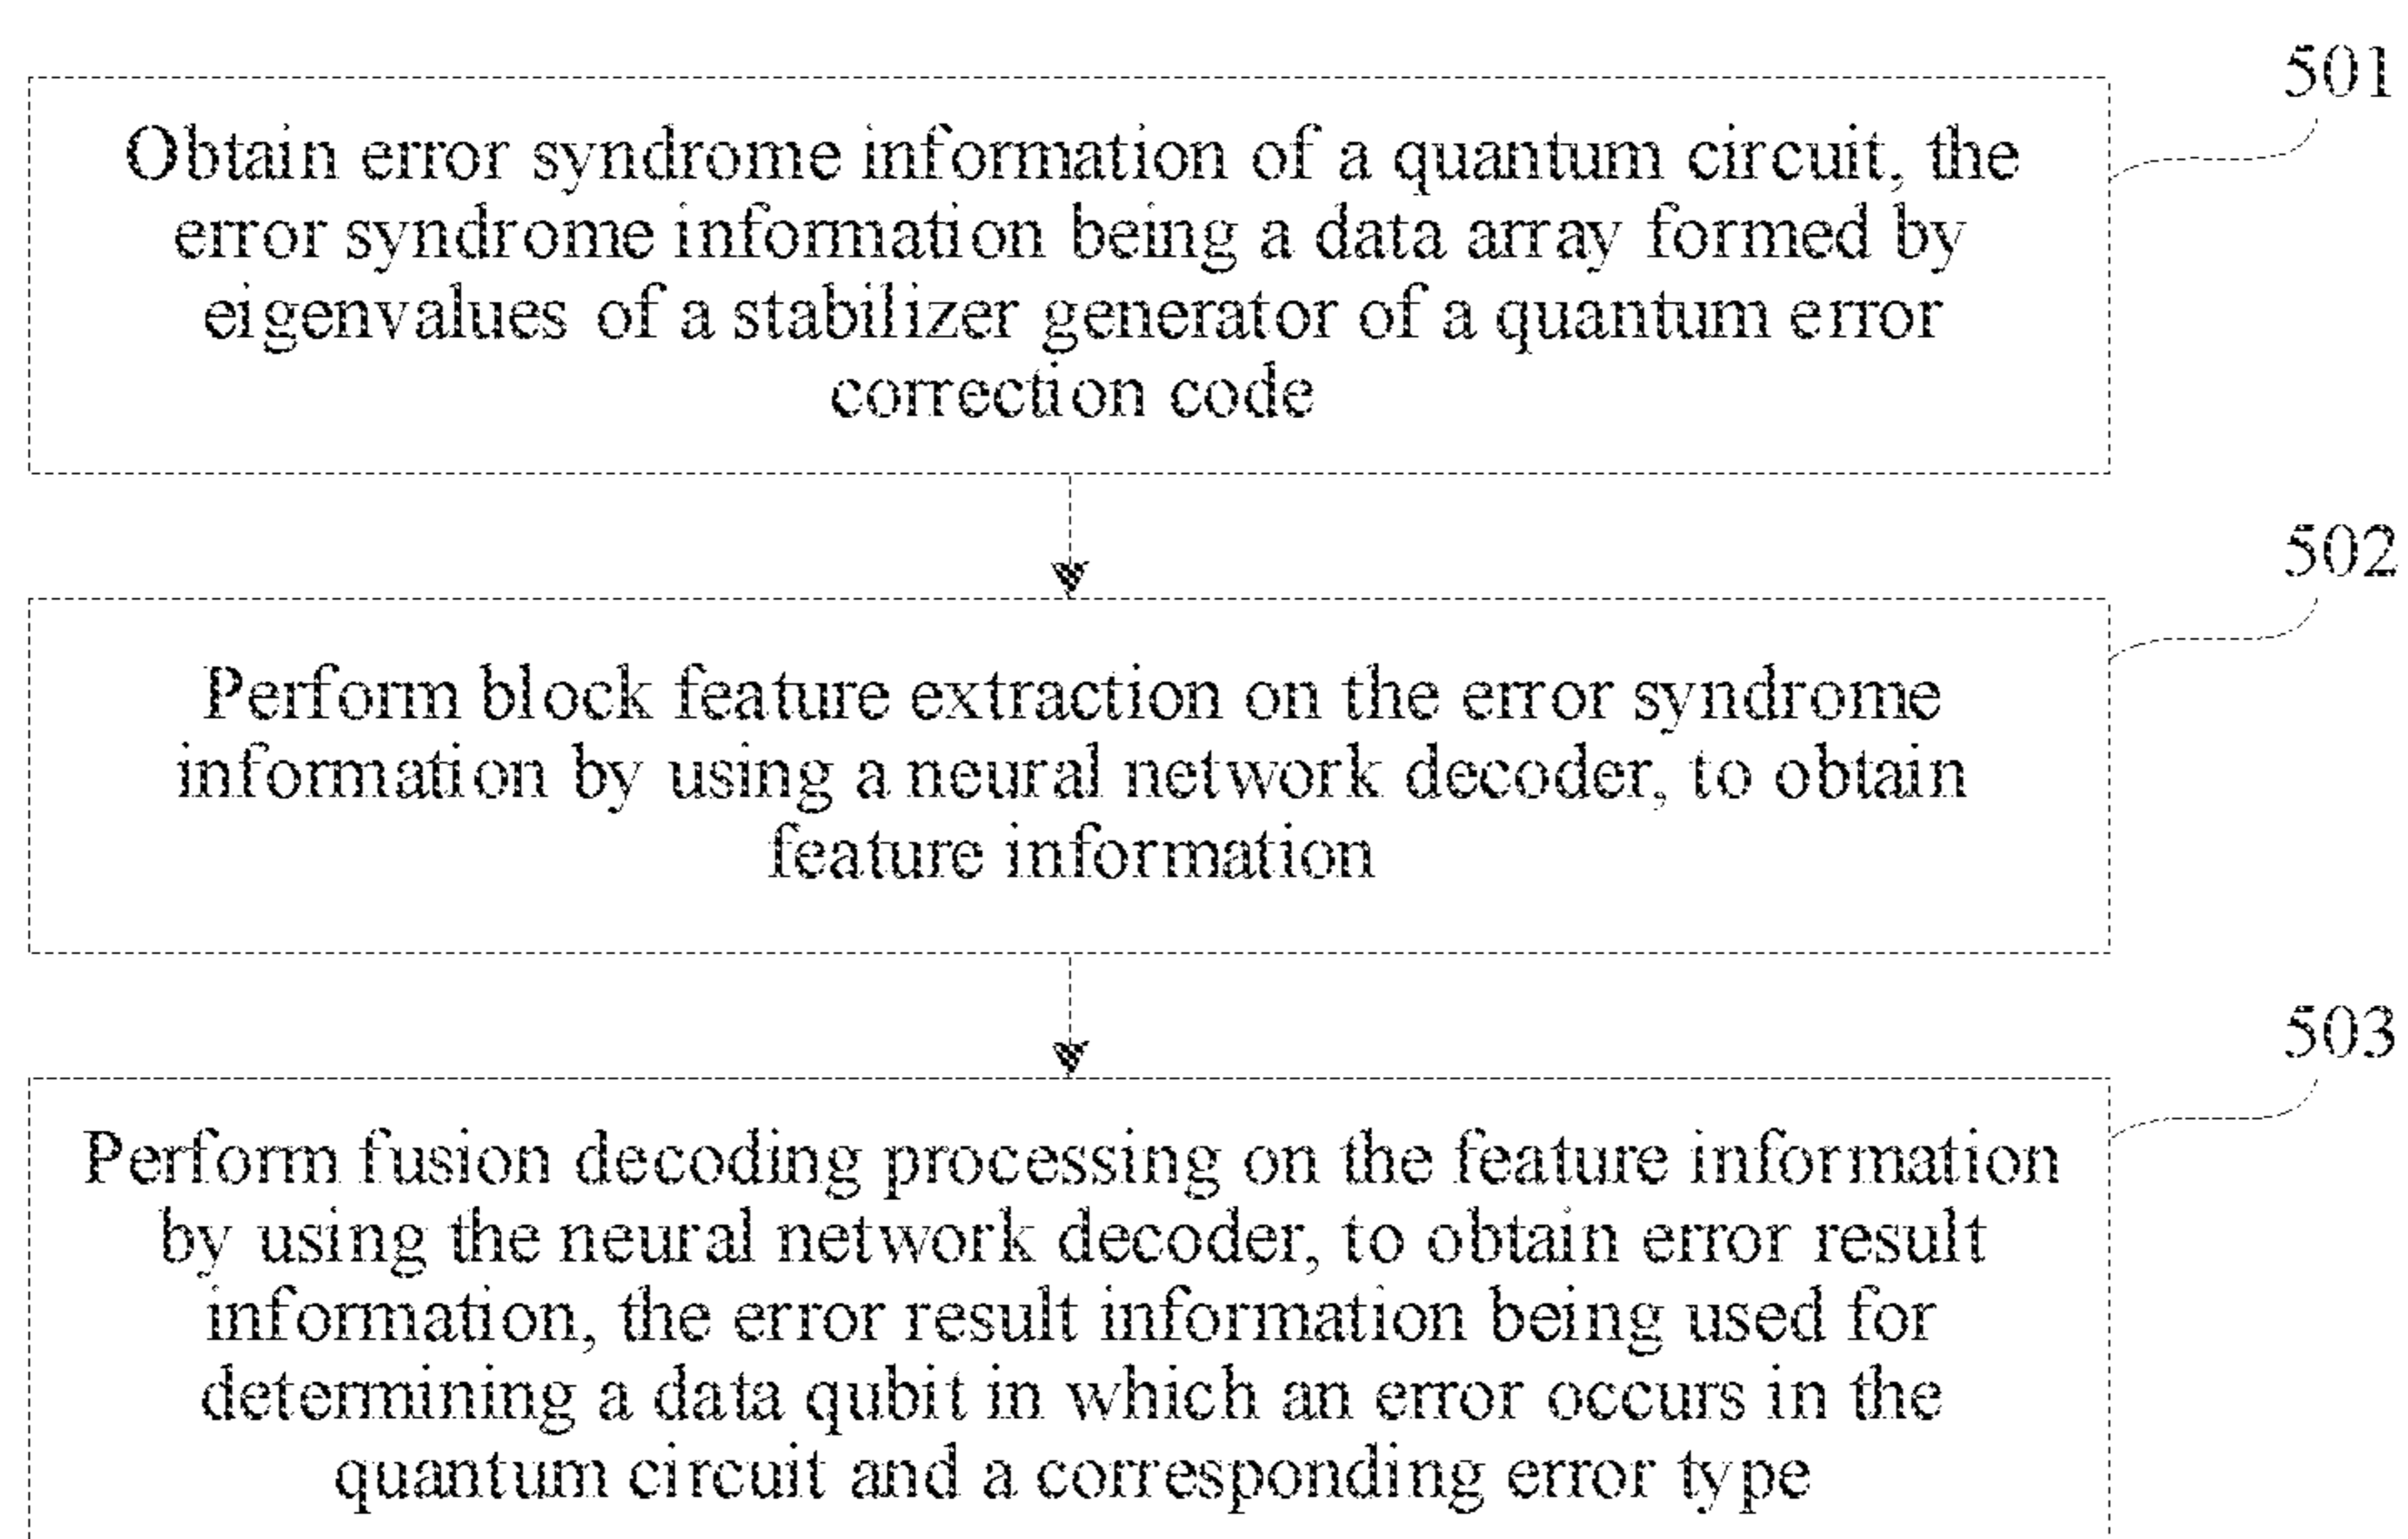 501
Obtain error syndrome information of a quantum circuit, the
error syndrome information being a data array formed by
eigenvalues of a stabilizer generator of a quantum error
correction code
502
Perform block feature extraction on the error syndrome
information by using a neural network decoder, to obtain
feature information
503
Perform fusion decoding processing on the feature information
by using the neural network decoder, to obtain error result
information, the error result information being used for
determining a data qubit in which an error occurs in the
quantum circuit and a corresponding error type